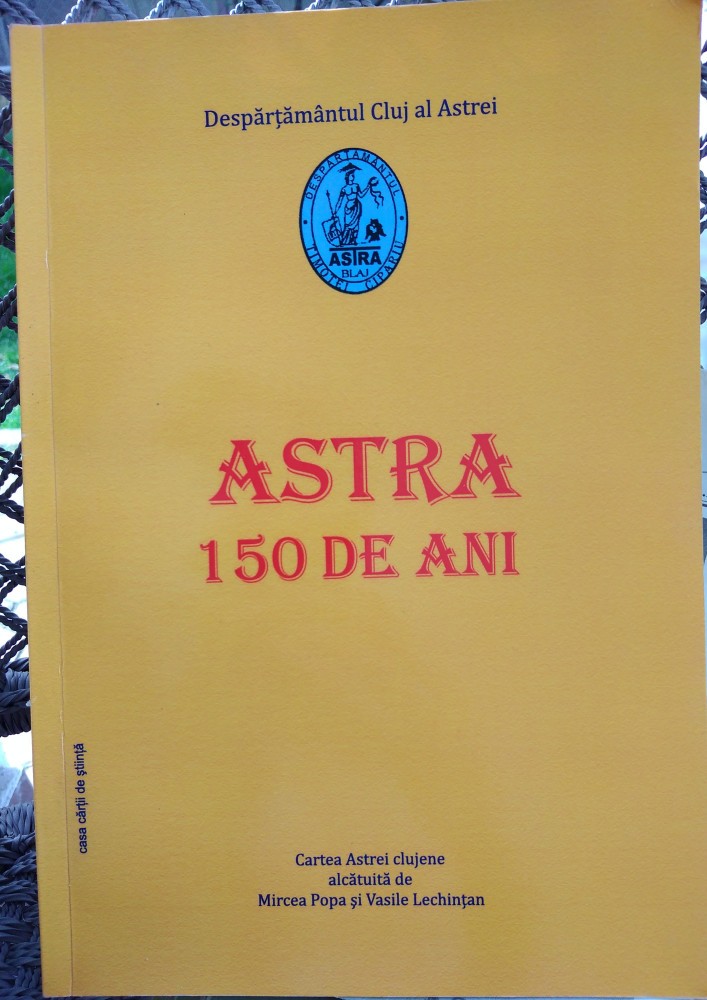 Despărțământul Cluj al Astrei
DESPARTAMANTUL
ASTRA
BLAJ
TIMOTEI CIPARIU
ASTRA
150 DE ANI
casa cărții de știință
Cartea Astrei clujene
alcătuită de
Mircea Popa și Vasile Lechințan